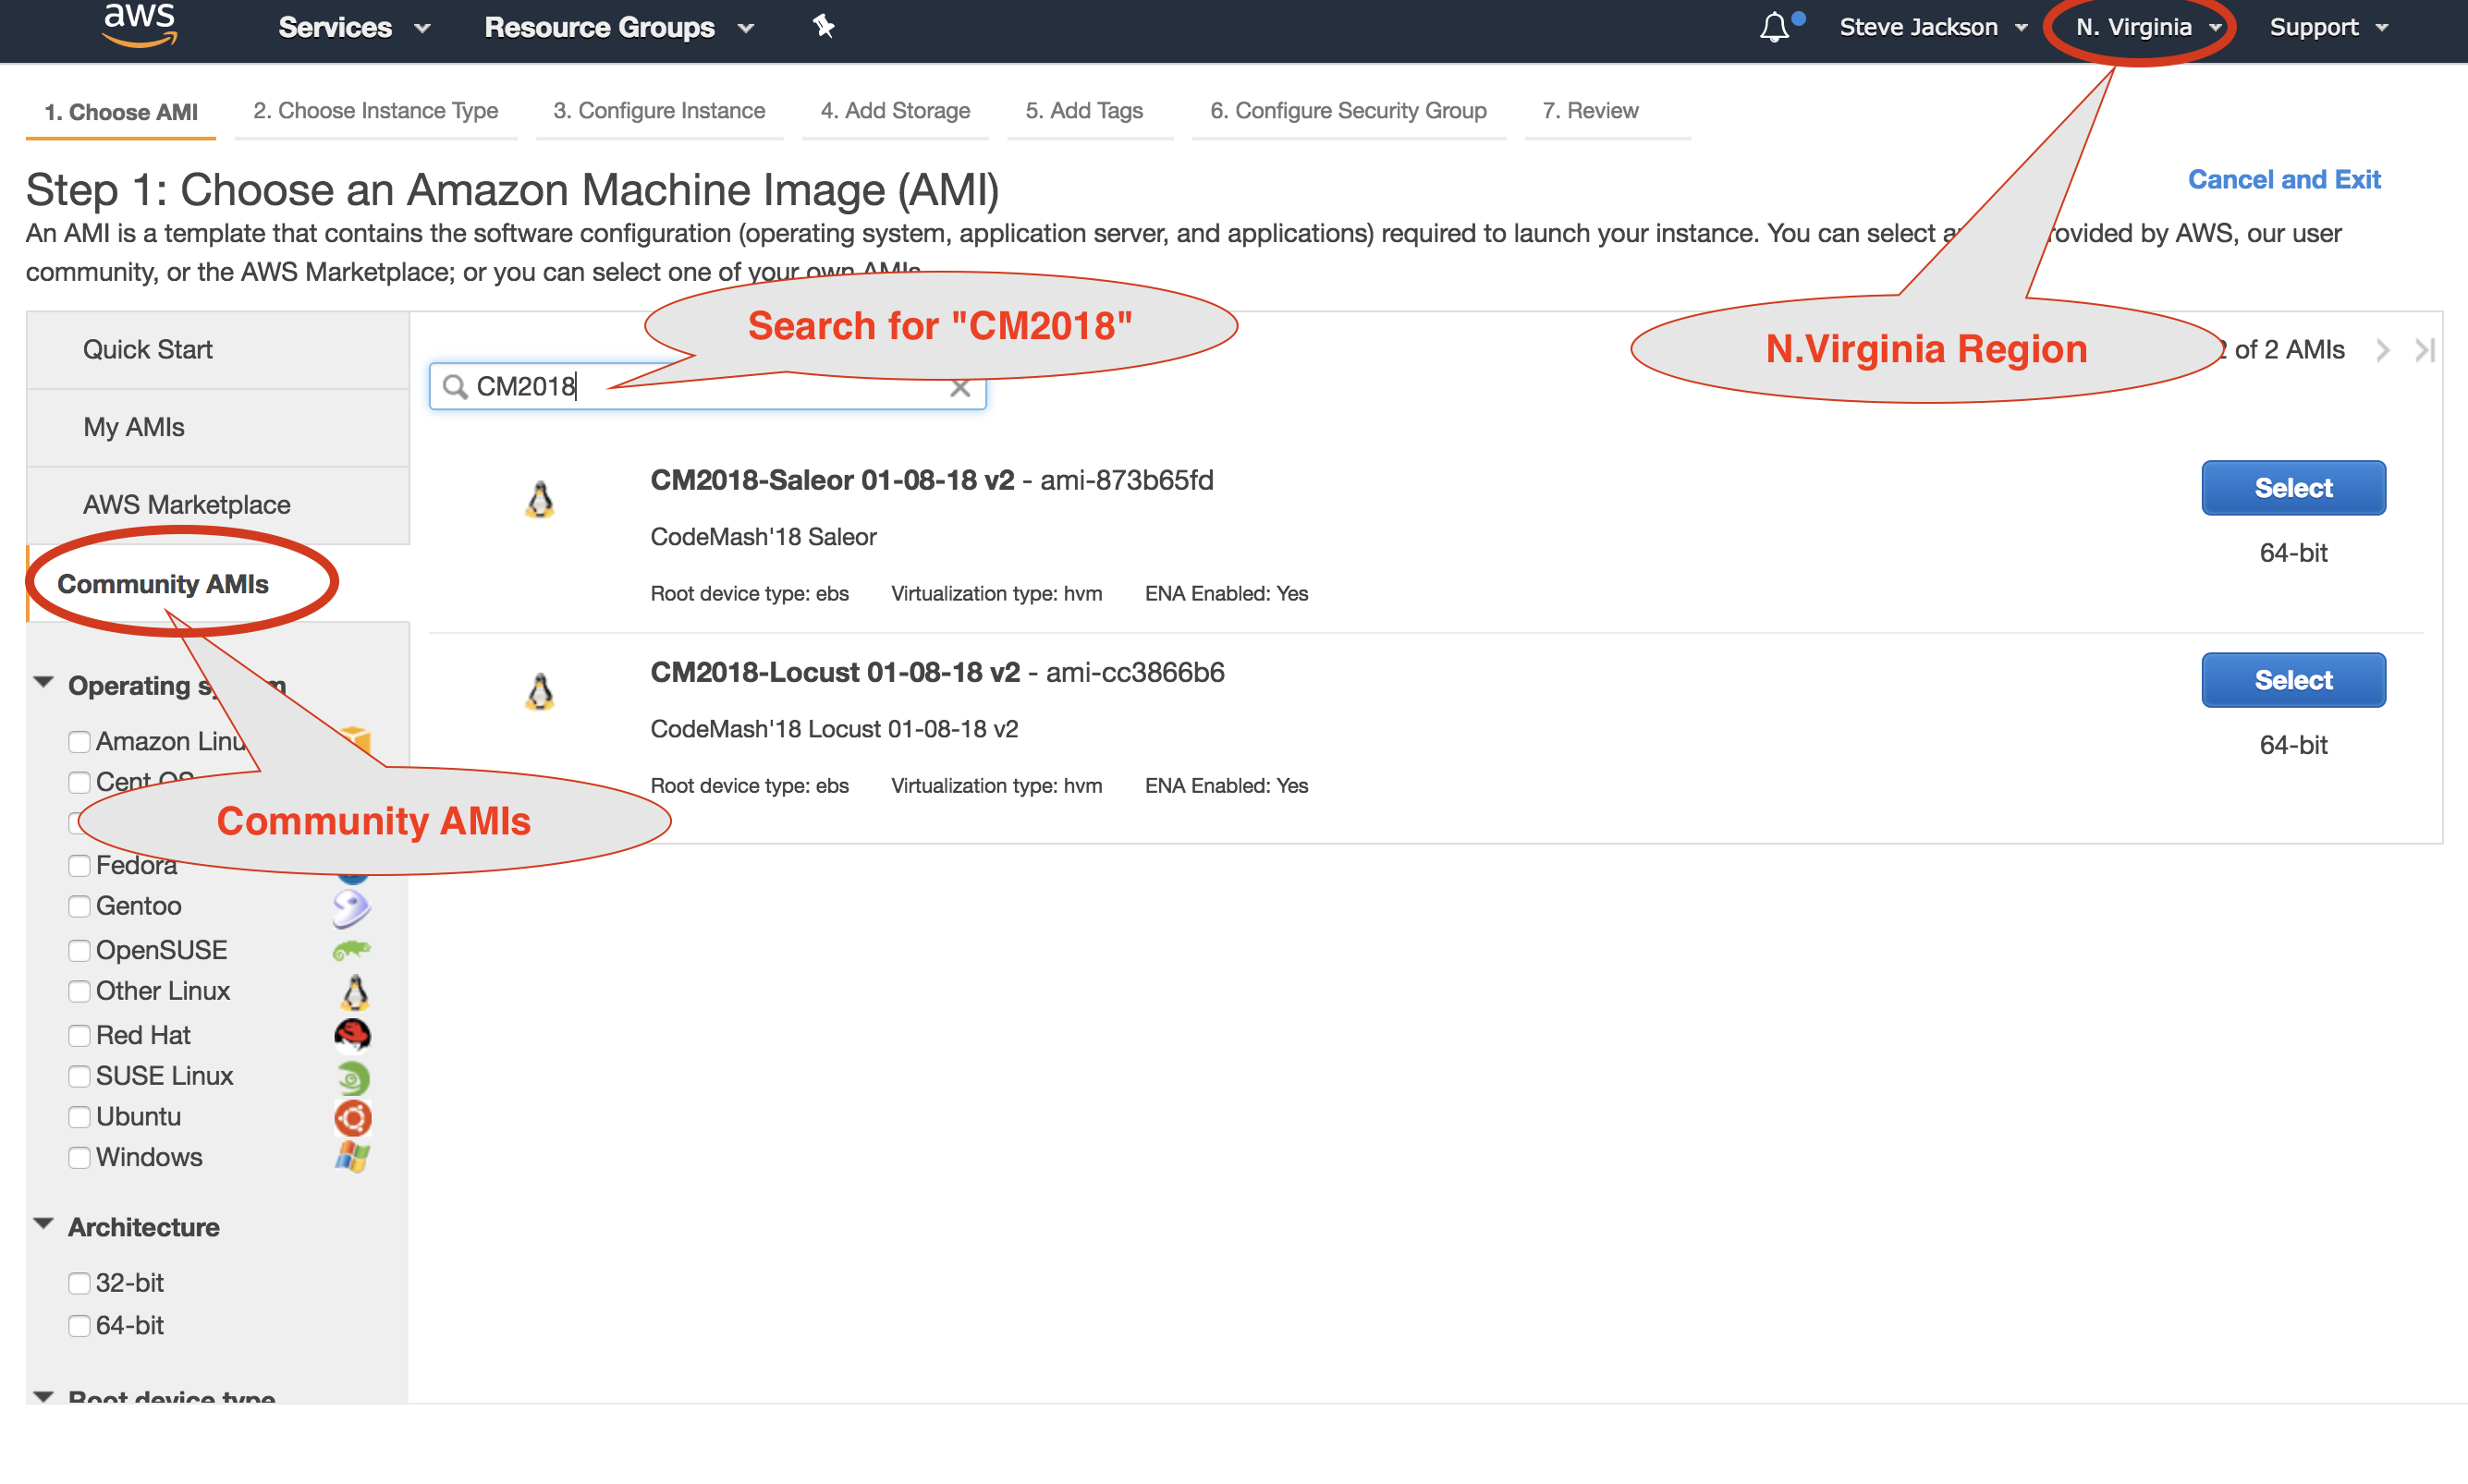 aws
Services
Resource Groups
Steve Jackson
N. Virginia
Support
1. Choose AMI
2. Choose Instance Type
3. Configure Instance
4. Add Storage
5. Add Tags
6. Configure Security Group
7. Review
Step 1: Choose an Amazon Machine Image (AMI)
Cancel and Exit
An AMI is a template that contains the software configuration (operating system, application server, and applications) required to launch your instance. You can select by AWS, our user
community, or the AWS Marketplace; or you can select one of your own AMIs
Search for "CM2018"
N.Virginia Region
of 2 AMIs
CM2018
Quick Start
My AMIs
AWS Marketplace
Community AMIs
CM2018-Saleor 01-08-18 v2 - ami-873b65fd
Select
CodeMash'18 Saleor
64-bit
Root device type: ebs
Virtualization type: hvm
ENA Enabled: Yes
CM2018-Locust 01-08-18 v2 - ami-cc3866b6
Select
CodeMash'18 Locust 01-08-18 v2
64-bit
Root device type: ebs
Virtualization type: hvm
ENA Enabled: Yes
Operating
Amazon
Cent OS
Community AMIs
Fedora
Gentoo
OpenSUSE
Other Linux
Red Hat
SUSE Linux
Ubuntu
Windows
Architecture
32-bit
64-bit
Root device type